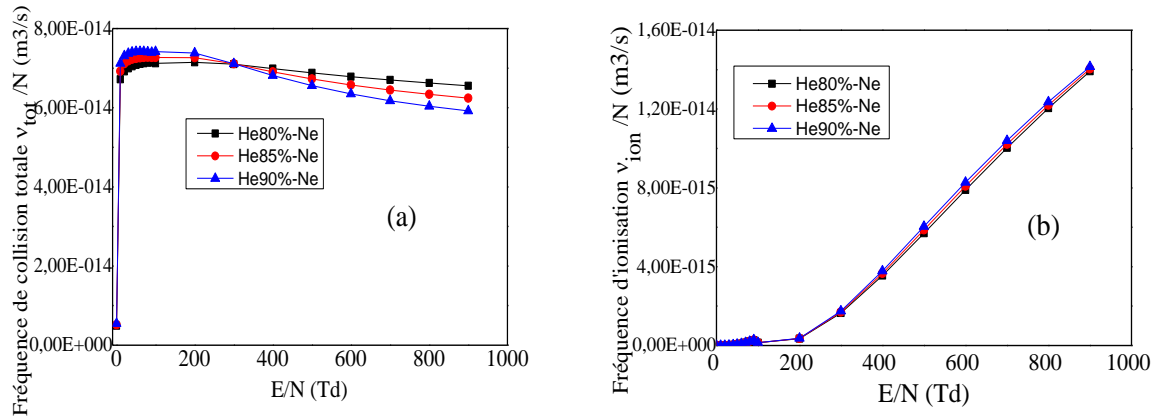 (a)
(b)
Fréquence de collision totale ν_tot /N (m3/s)
8,00E-014
6,00E-014
4,00E-014
2,00E-014
0,00E+000
He80%-Ne
He85%-Ne
He90%-Ne
(a)
0 200 400 600 800 1000
E/N (Td)
Fréquence d'ionisation ν_ion /N (m3/s)
1,60E-014
1,20E-014
8,00E-015
4,00E-015
0,00E+000
He80%-Ne
He85%-Ne
He90%-Ne
(b)
0 200 400 600 800 1000
E/N (Td)